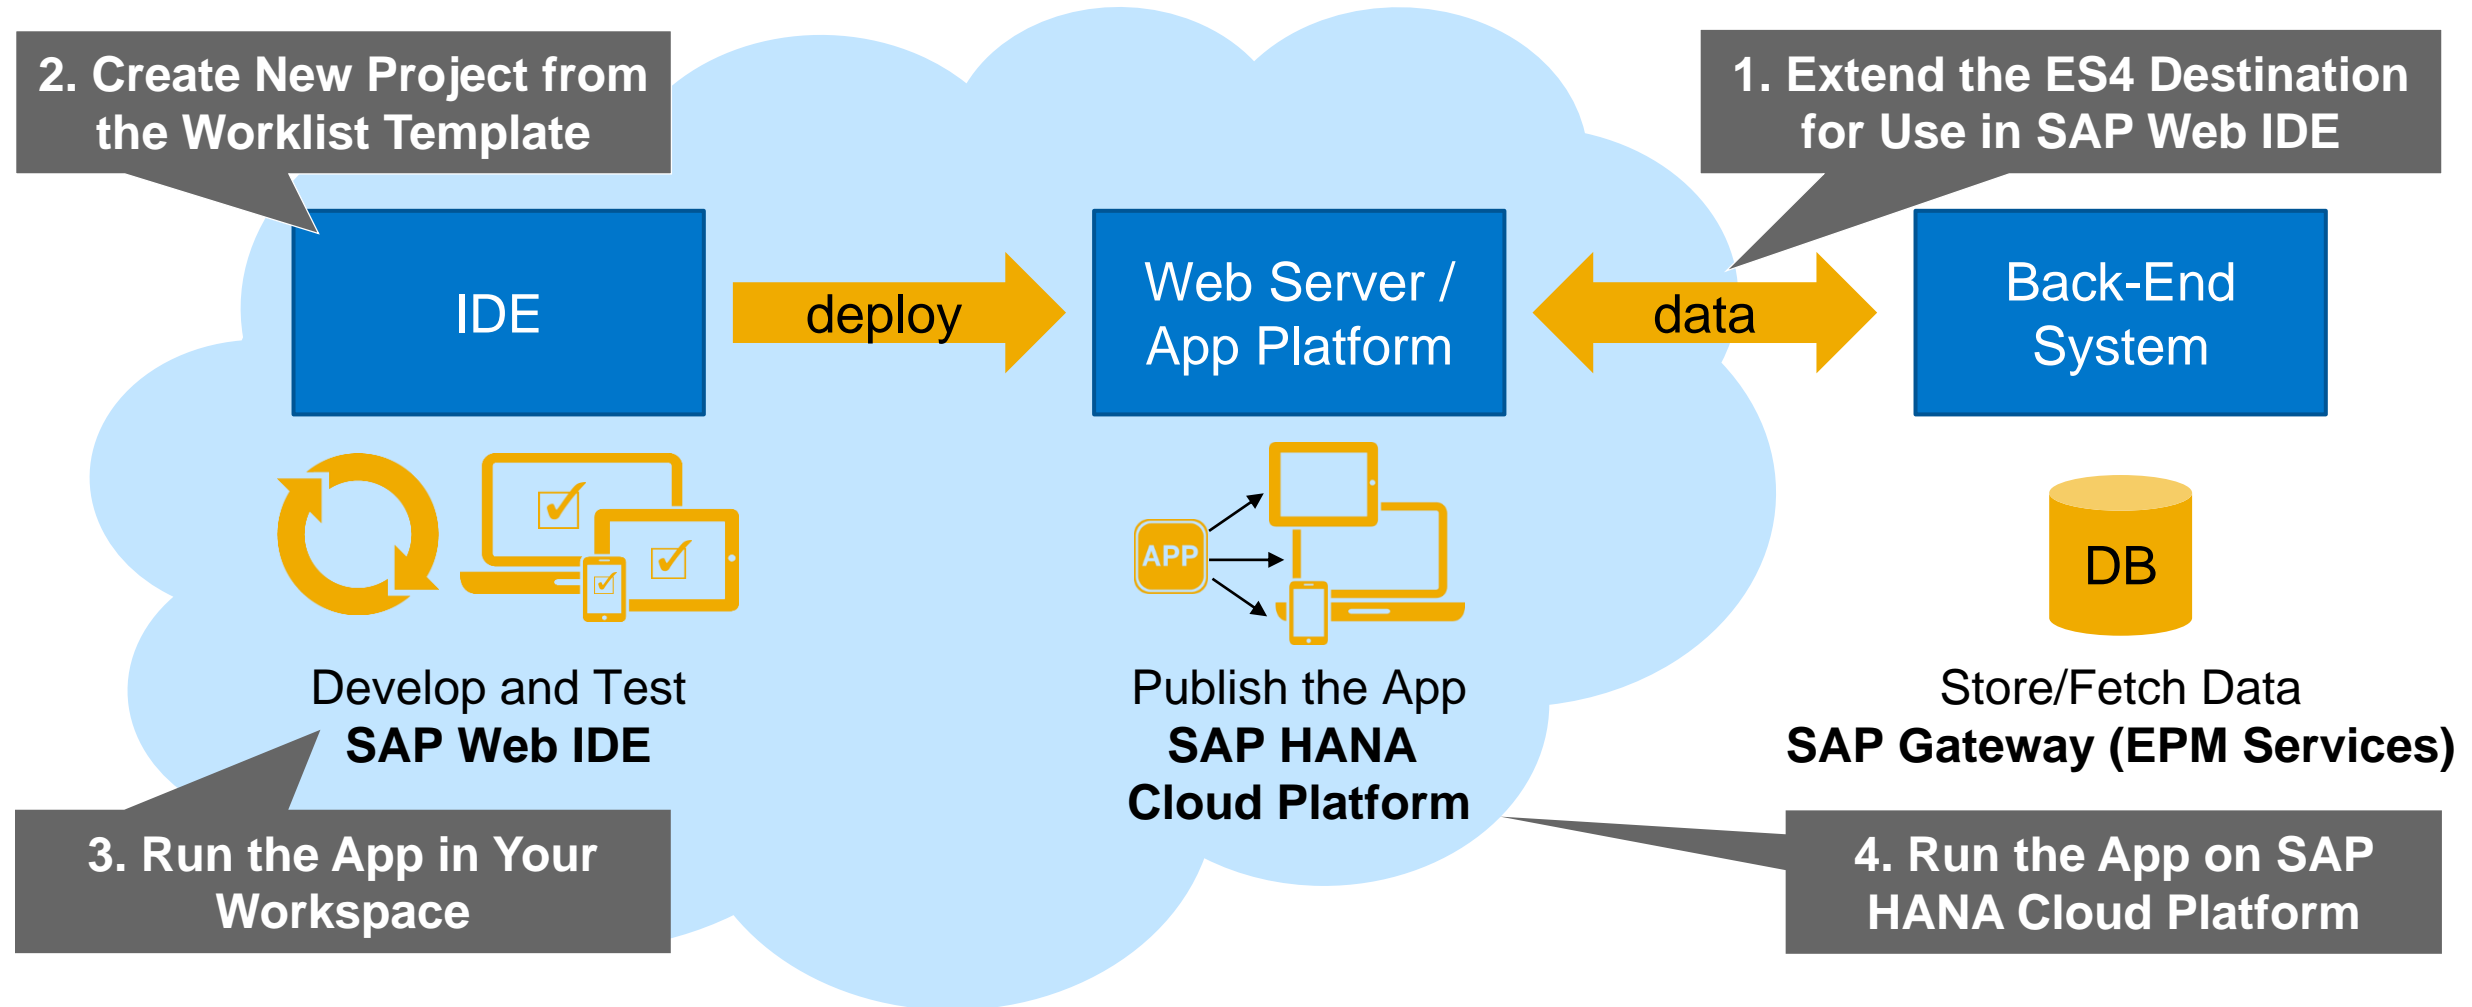 2. Create New Project from
the Worklist Template
1. Extend the ES4 Destination
for Use in SAP Web IDE
IDE
deploy
Web Server /
App Platform
data
Back-End
System
APP
DB
Develop and Test
SAP Web IDE
Publish the App
SAP HANA
Cloud Platform
Store/Fetch Data
SAP Gateway (EPM Services)
3. Run the App in Your
Workspace
4. Run the App on SAP
HANA Cloud Platform